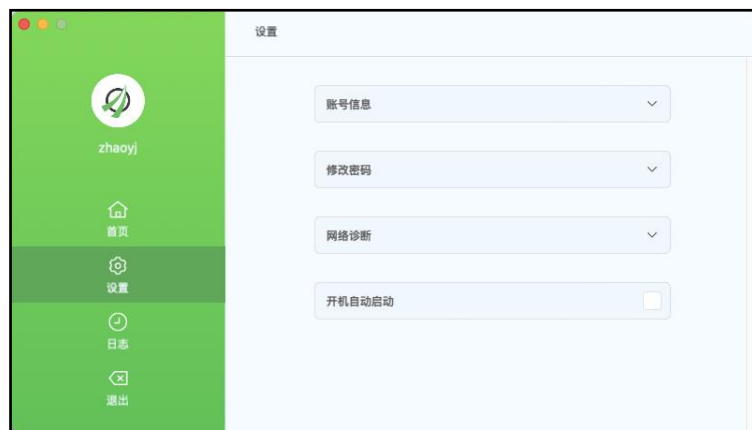 设置
zhaoyj
首页
设置
日志
退出
账号信息
修改密码
网络诊断
开机自动启动